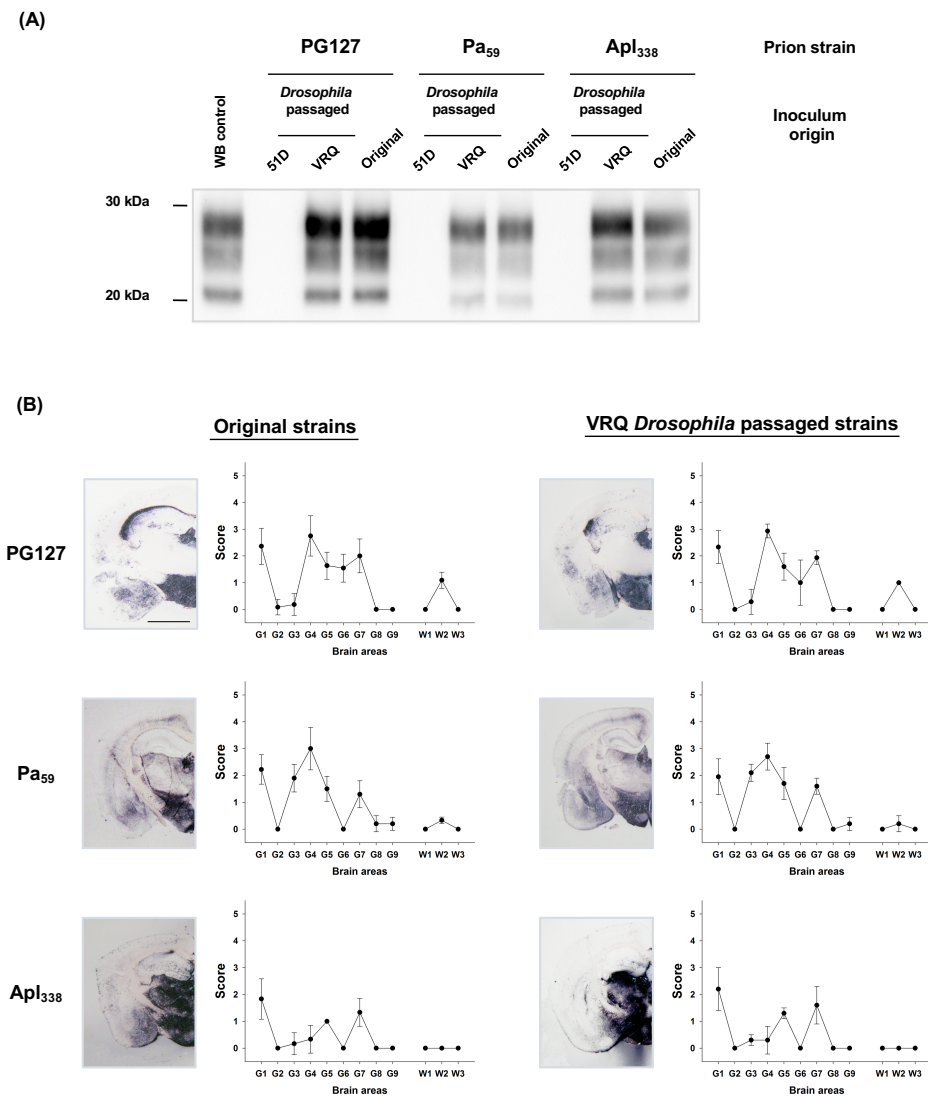 (A)
PG127 Pa59 Apl338 Prion strain
Drosophila passaged Drosophila passaged Drosophila passaged Inoculum origin
WB control 51D VRQ Original 51D VRQ Original 51D VRQ Original
30 kDa
20 kDa
(B)
Original strains VRQ Drosophila passaged strains
PG127
Score
5
4
3
2
1
0
G1 G2 G3 G4 G5 G6 G7 G8 G9 W1 W2 W3
Brain areas
Score
5
4
3
2
1
0
G1 G2 G3 G4 G5 G6 G7 G8 G9 W1 W2 W3
Brain areas
Pa59
Score
5
4
3
2
1
0
G1 G2 G3 G4 G5 G6 G7 G8 G9 W1 W2 W3
Brain areas
Score
5
4
3
2
1
0
G1 G2 G3 G4 G5 G6 G7 G8 G9 W1 W2 W3
Brain areas
Apl338
Score
5
4
3
2
1
0
G1 G2 G3 G4 G5 G6 G7 G8 G9 W1 W2 W3
Brain areas
Score
5
4
3
2
1
0
G1 G2 G3 G4 G5 G6 G7 G8 G9 W1 W2 W3
Brain areas